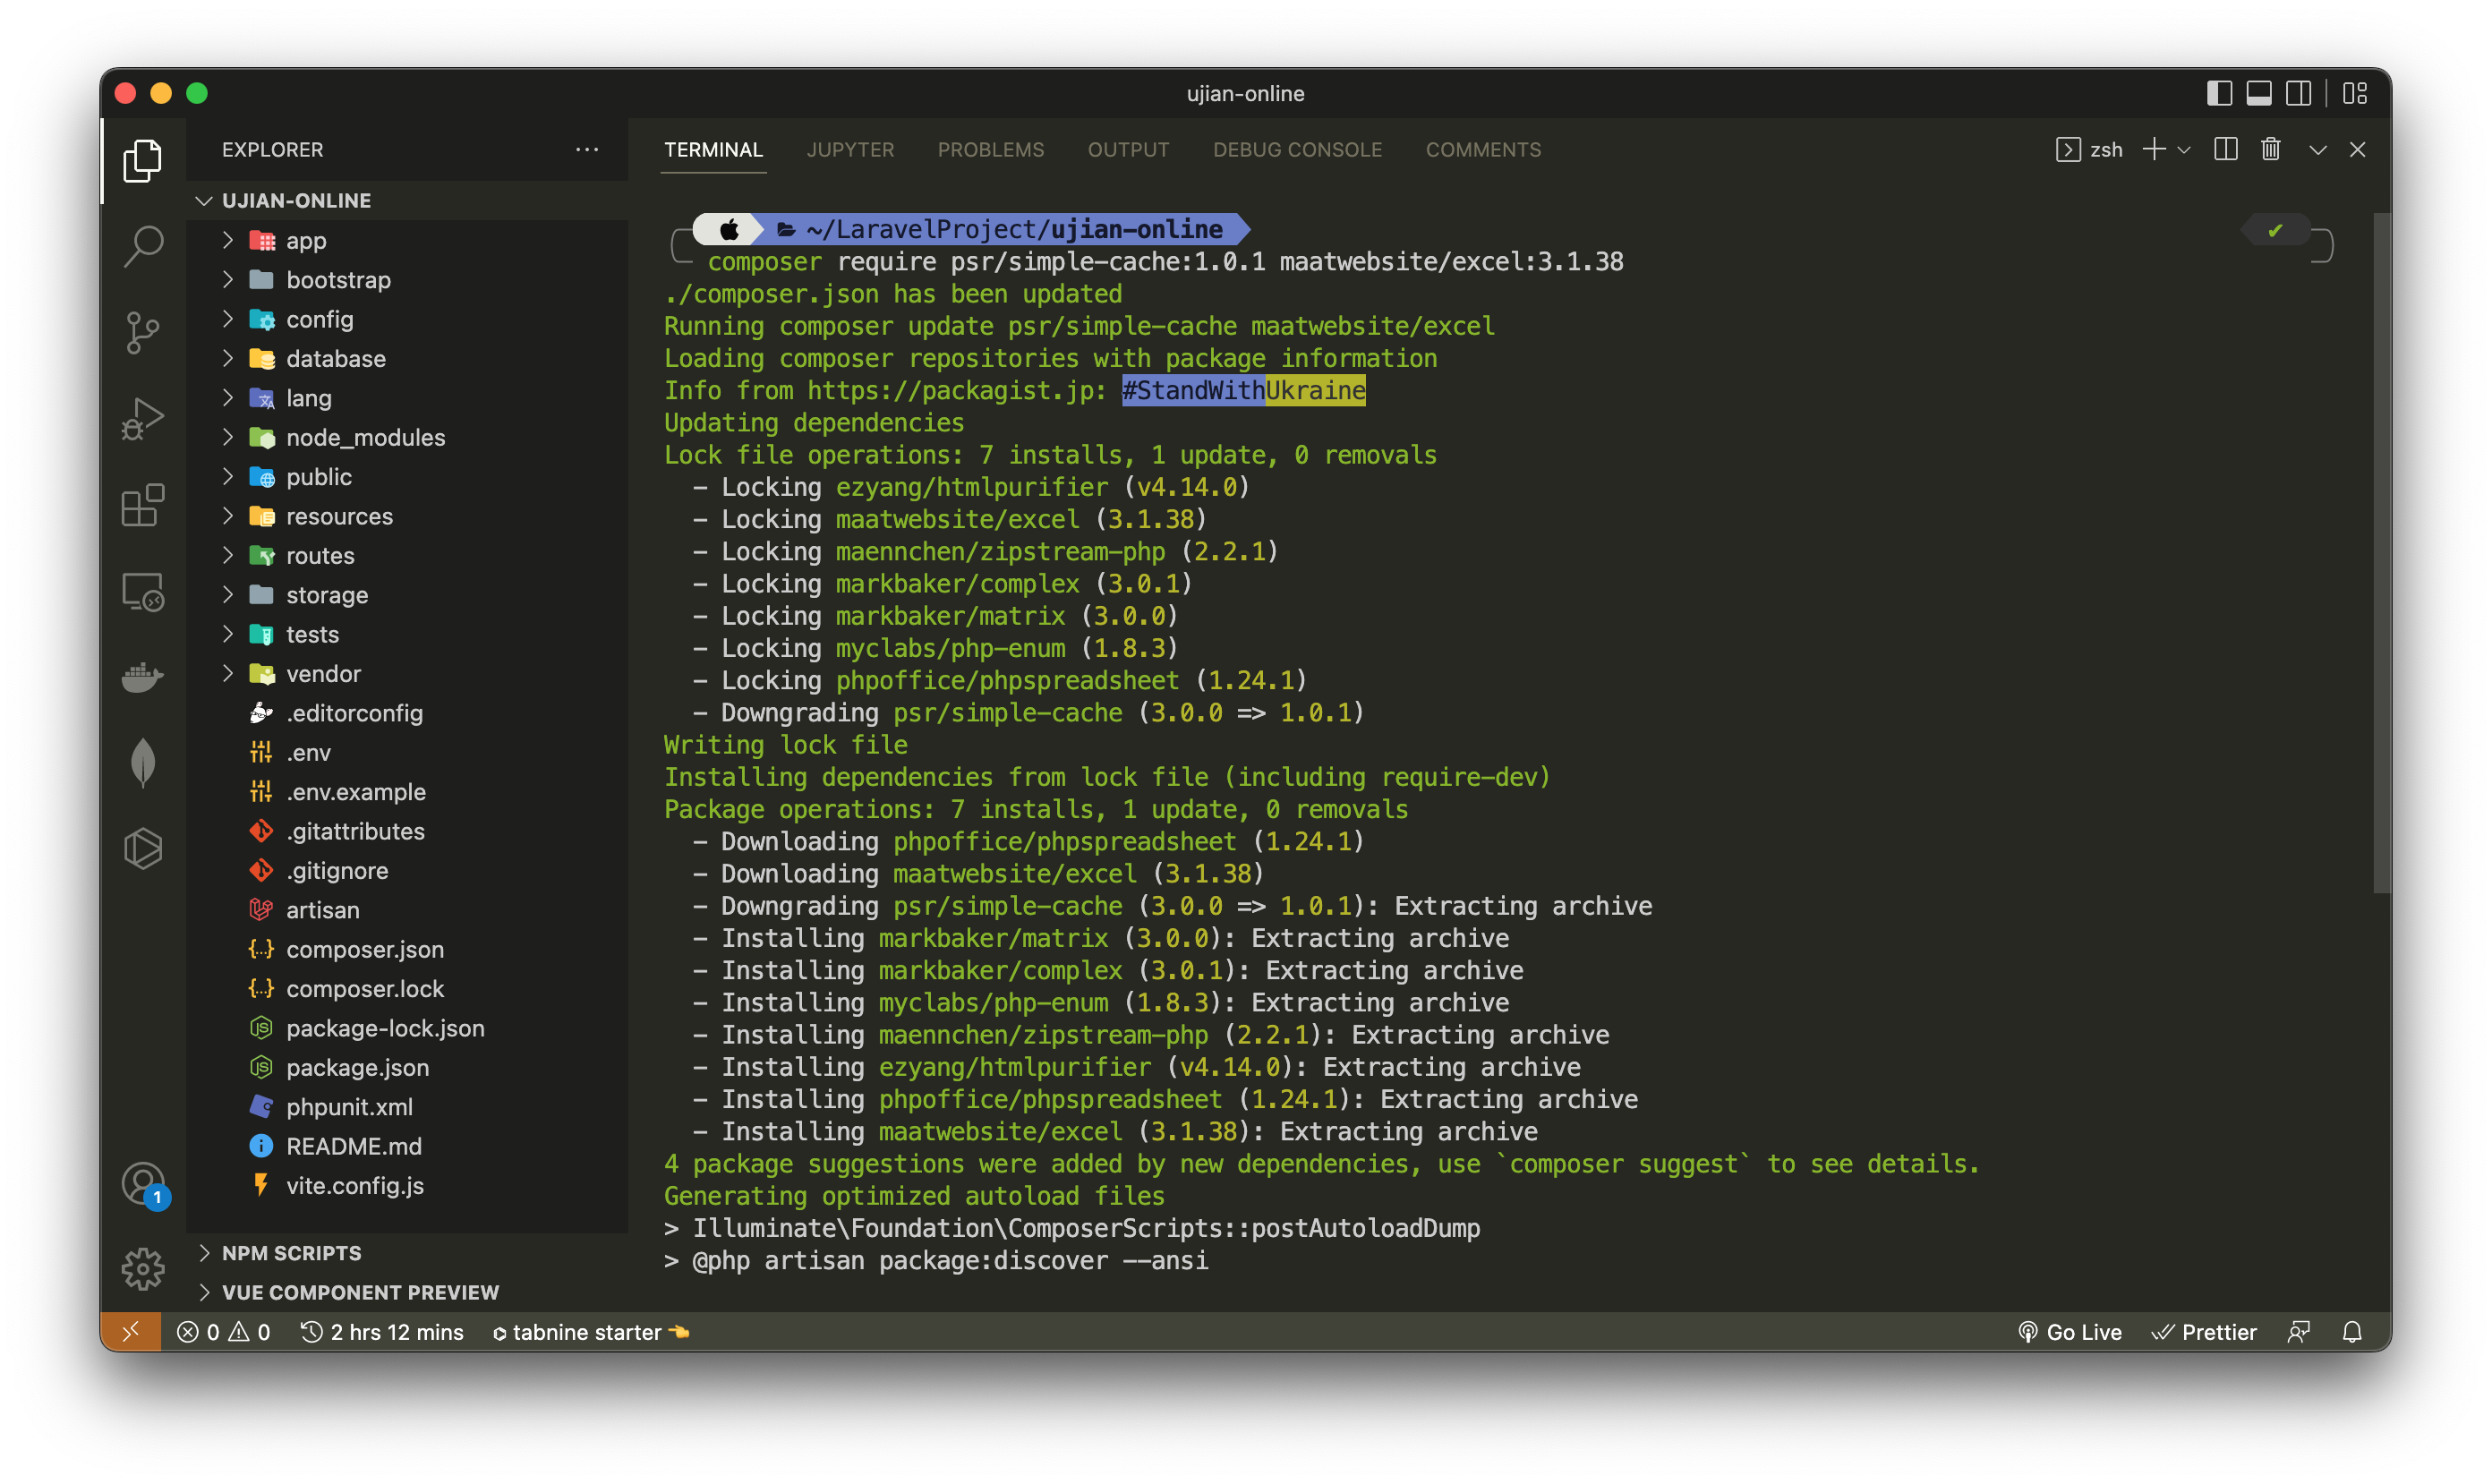 ujian-online
EXPLORER
UJIAN-ONLINE
app
bootstrap
config
database
lang
node_modules
public
resources
routes
storage
tests
vendor
.editorconfig
.env
.env.example
.gitattributes
.gitignore
artisan
composer.json
composer.lock
package-lock.json
package.json
phpunit.xml
README.md
vite.config.js
NPM SCRIPTS
VUE COMPONENT PREVIEW
1
TERMINAL JUPYTER PROBLEMS OUTPUT DEBUG CONSOLE COMMENTS zsh
~/LaravelProject/ujian-online
composer require psr/simple-cache:1.0.1 maatwebsite/excel:3.1.38
./composer.json has been updated
Running composer update psr/simple-cache maatwebsite/excel
Loading composer repositories with package information
Info from https://packagist.jp: #StandWithUkraine
Updating dependencies
Lock file operations: 7 installs, 1 update, 0 removals
- Locking ezyang/htmlpurifier (v4.14.0)
- Locking maatwebsite/excel (3.1.38)
- Locking maennchen/zipstream-php (2.2.1)
- Locking markbaker/complex (3.0.1)
- Locking markbaker/matrix (3.0.0)
- Locking myclabs/php-enum (1.8.3)
- Locking phpoffice/phpspreadsheet (1.24.1)
- Downgrading psr/simple-cache (3.0.0 => 1.0.1)
Writing lock file
Installing dependencies from lock file (including require-dev)
Package operations: 7 installs, 1 update, 0 removals
- Downloading phpoffice/phpspreadsheet (1.24.1)
- Downloading maatwebsite/excel (3.1.38)
- Downgrading psr/simple-cache (3.0.0 => 1.0.1): Extracting archive
- Installing markbaker/matrix (3.0.0): Extracting archive
- Installing markbaker/complex (3.0.1): Extracting archive
- Installing myclabs/php-enum (1.8.3): Extracting archive
- Installing maennchen/zipstream-php (2.2.1): Extracting archive
- Installing ezyang/htmlpurifier (v4.14.0): Extracting archive
- Installing phpoffice/phpspreadsheet (1.24.1): Extracting archive
- Installing maatwebsite/excel (3.1.38): Extracting archive
4 package suggestions were added by new dependencies, use `composer suggest` to see details.
Generating optimized autoload files
> Illuminate\Foundation\ComposerScripts::postAutoloadDump
> @php artisan package:discover --ansi
0 0 2 hrs 12 mins tabnine starter 👈 Go Live Prettier